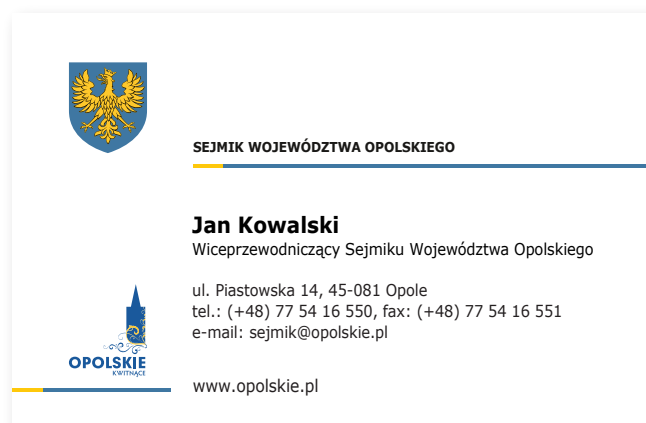 SEJMIK WOJEWÓDZTWA OPOLSKIEGO
Jan Kowalski
Wiceprzewodniczący Sejmiku Województwa Opolskiego
ul. Piastowska 14, 45-081 Opole
tel.: (+48) 77 54 16 550, fax: (+48) 77 54 16 551
e-mail: sejmik@opolskie.pl
OPOLSKIE
KWITNĄCE
www.opolskie.pl